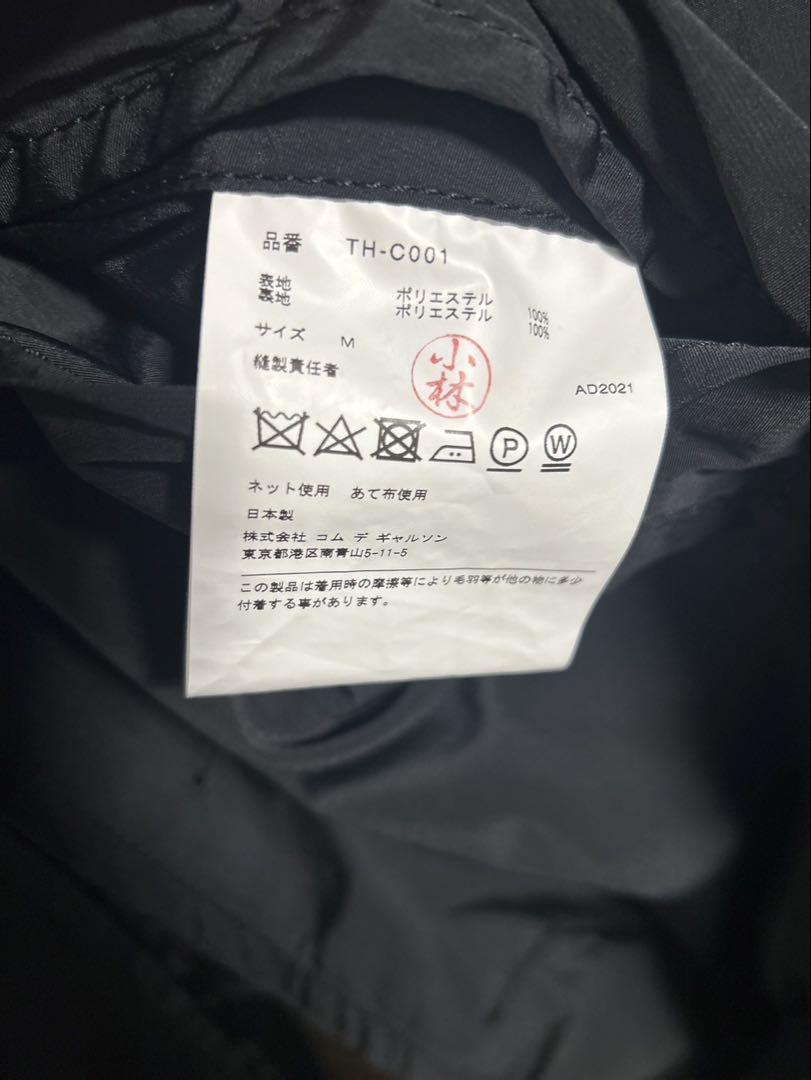 品番 TH-C001
表地 ポリエステル 100%
裏地 ポリエステル 100%
サイズ M
縫製責任者 小林
AD2021
P W
ネット使用 あて布使用
日本製
株式会社 コム デ ギャルソン
東京都港区南青山5-11-5
この製品は着用時の摩擦等により毛羽等が他の物に多少
付着する事があります。